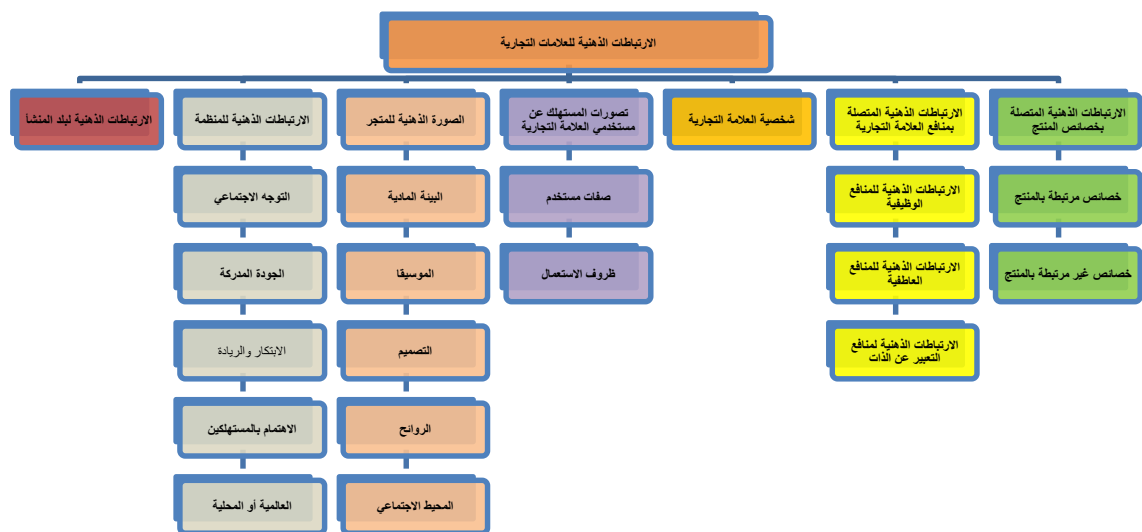 الارتباطات الذهنية للعلامات التجارية
الارتباطات الذهنية المتصلة
بخصائص المنتج
خصائص مرتبطة بالمنتج
خصائص غير مرتبطة بالمنتج
الارتباطات الذهنية المتصلة
بمنافع العلامة التجارية
الارتباطات الذهنية للمنافع
الوظيفية
الارتباطات الذهنية للمنافع
العاطفية
الارتباطات الذهنية لمنافع
التعبير عن الذات
شخصية العلامة التجارية
تصورات المستهلك عن
مستخدمي العلامة التجارية
صفات مستخدم
ظروف الاستعمال
الصورة الذهنية للمتجر
البيئة المادية
الموسيقا
التصميم
الروائح
المحيط الاجتماعي
الارتباطات الذهنية للمنظمة
التوجه الاجتماعي
الجودة المدركة
الابتكار والريادة
الاهتمام بالمستهلكين
العالمية أو المحلية
الارتباطات الذهنية لبلد المنشأ